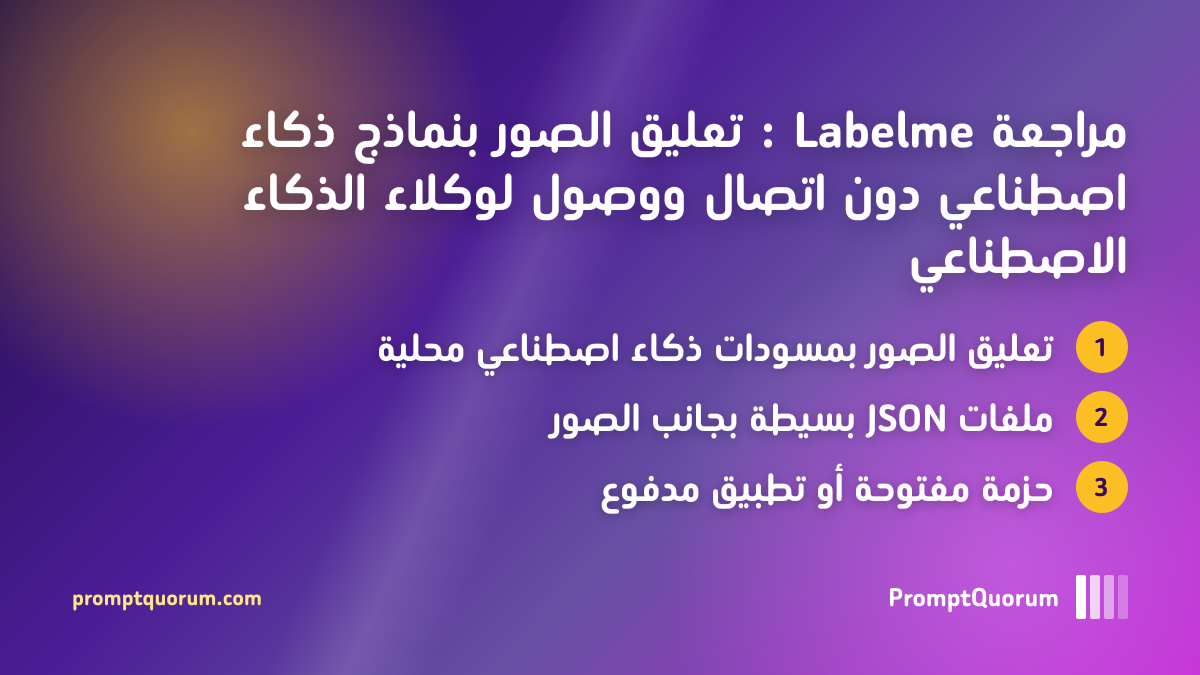 مراجعة Labelme : تعليق الصور بنماذج ذكاء
اصطناعي دون اتصال ووصول لوكلاء الذكاء
الاصطناعي
1 تعليق الصور بمسودات ذكاء اصطناعي محلية
2 ملفات JSON بسيطة بجانب الصور
3 حزمة مفتوحة أو تطبيق مدفوع
PromptQuorum
promptquorum.com